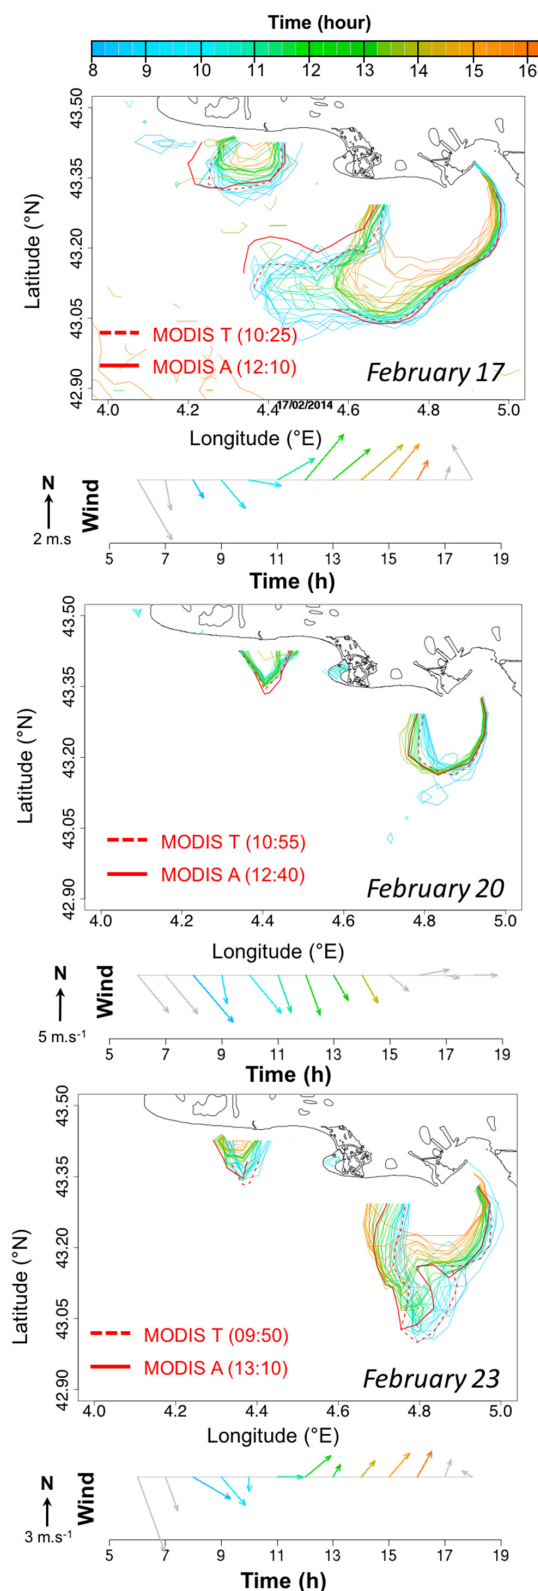 Time (hour)
8 9 10 11 12 13 14 15 16
43.50
43.35
43.20
43.05
42.90
Latitude (°N)
MODIS T (10:25)
MODIS A (12:10)
February 17
4.0 4.2 4.4 4.6 4.8 5.0
17/02/2014
Longitude (°E)
N
Wind
2 m.s
5 7 9 11 13 15 17 19
Time (h)
43.50
43.35
43.20
43.05
42.90
Latitude (°N)
MODIS T (10:55)
MODIS A (12:40)
February 20
4.0 4.2 4.4 4.6 4.8 5.0
Longitude (°E)
N
Wind
5 m.s⁻¹
5 7 9 11 13 15 17 19
Time (h)
43.50
43.35
43.20
43.05
42.90
Latitude (°N)
MODIS T (09:50)
MODIS A (13:10)
February 23
4.0 4.2 4.4 4.6 4.8 5.0
Longitude (°E)
N
Wind
3 m.s⁻¹
5 7 9 11 13 15 17 19
Time (h)